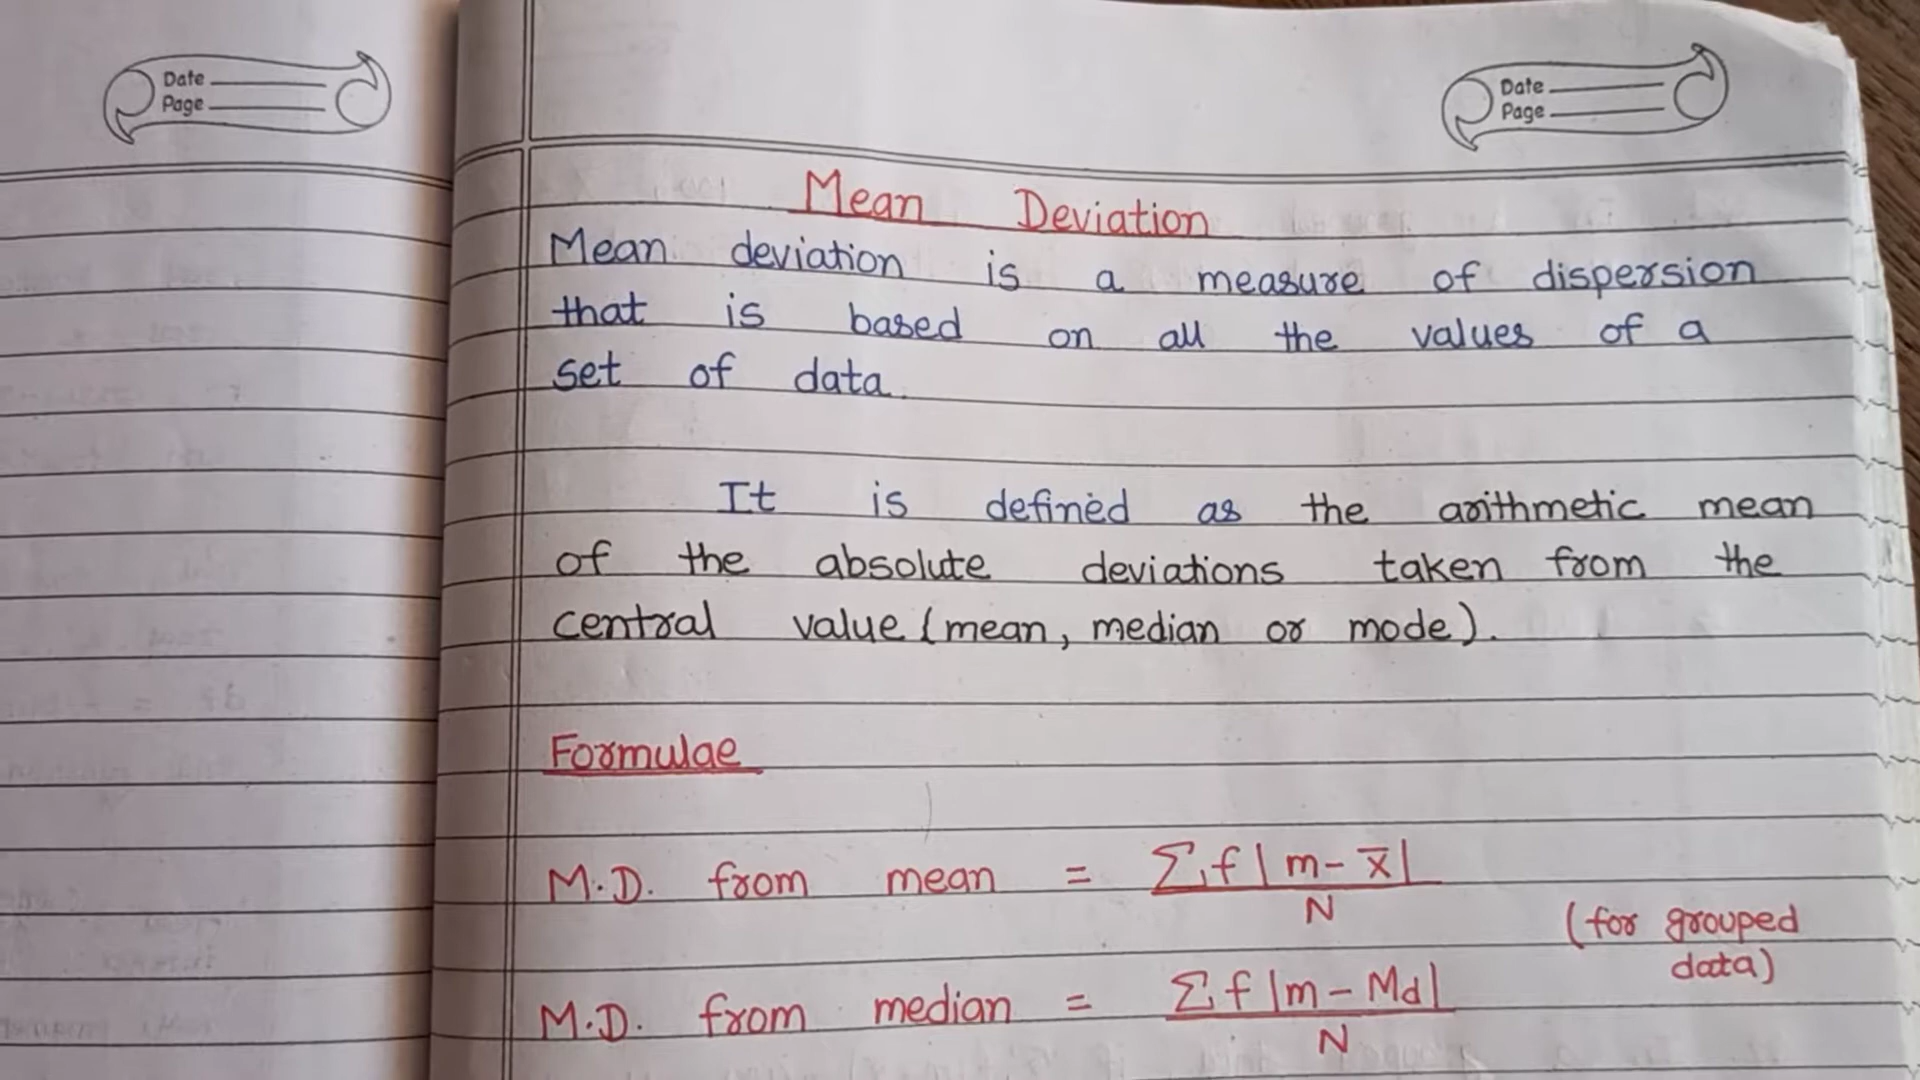 Date
Page
Date
Page
Mean Deviation
Mean deviation is a measure of dispersion
that is based on all the values of a
set of data.
It is defined as the arithmetic mean
of the absolute deviations taken from the
central value (mean, median or mode).
Formulae
M.D. from mean = Σf|m - x̄|
N
(for grouped
data)
M.D. from median = Σf|m - Md|
N